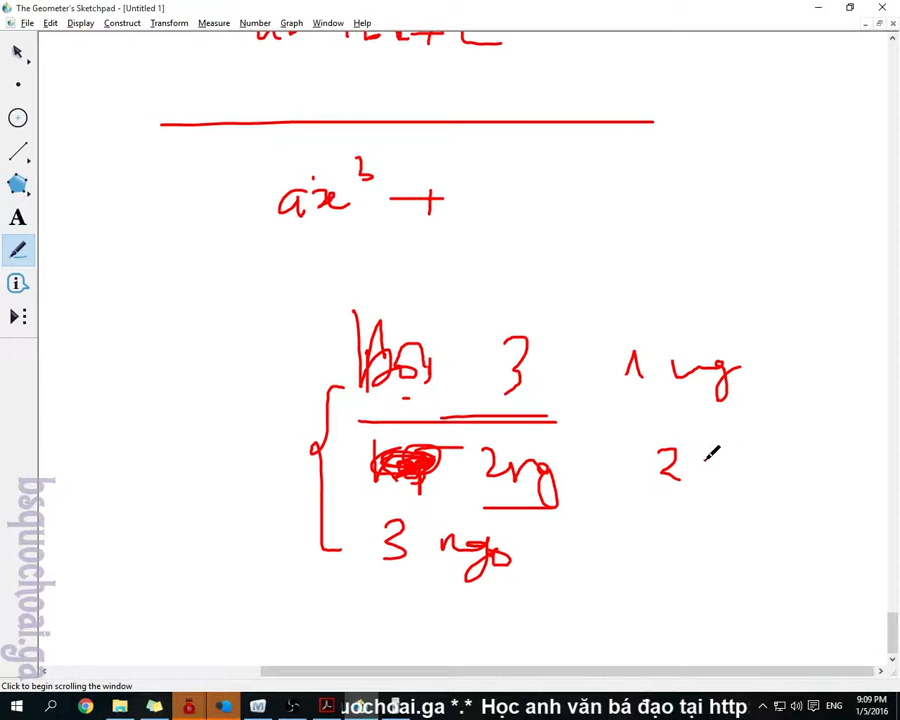 The Geometer's Sketchpad - [Untitled 1]
File Edit Display Construct Transform Measure Number Graph Window Help
ax³ +
3 1 ng
2ng 2
3 ngo
bsquochoai.ga
Click to begin scrolling the window
uochoai.ga *.* Học anh văn bá đạo tại http
ENG
9:09 PM
1/5/2016